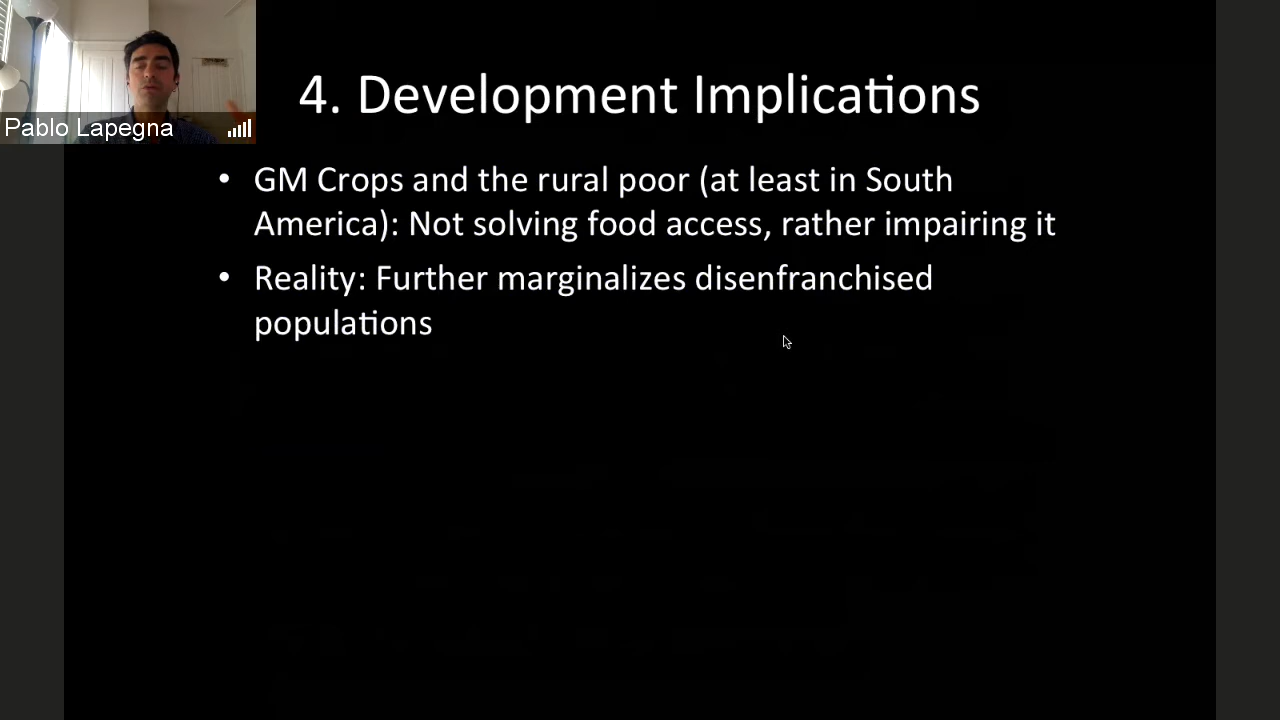 Pablo Lapegna
4. Development Implications
• GM Crops and the rural poor (at least in South
America): Not solving food access, rather impairing it
• Reality: Further marginalizes disenfranchised
populations